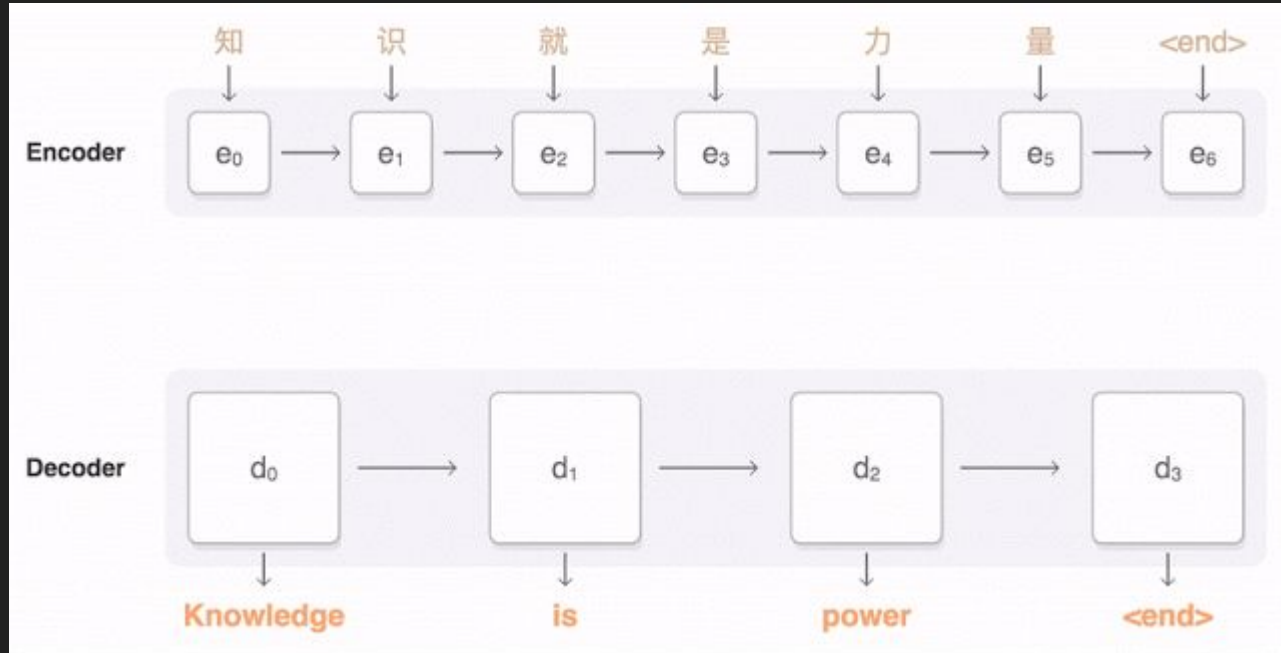 知 识 就 是 力 量 <end>
Encoder e₀ e₁ e₂ e₃ e₄ e₅ e₆
Decoder d₀ d₁ d₂ d₃
Knowledge is power <end>